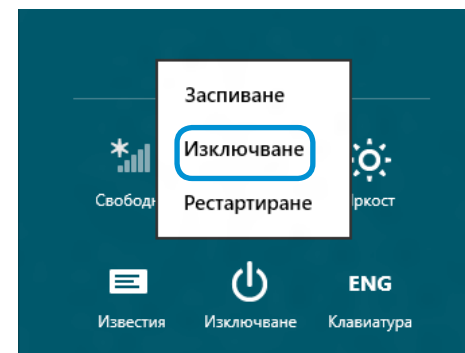 Заспиване
Изключване
Рестартиране
ENG
Известия
Изключване
Клавиатура